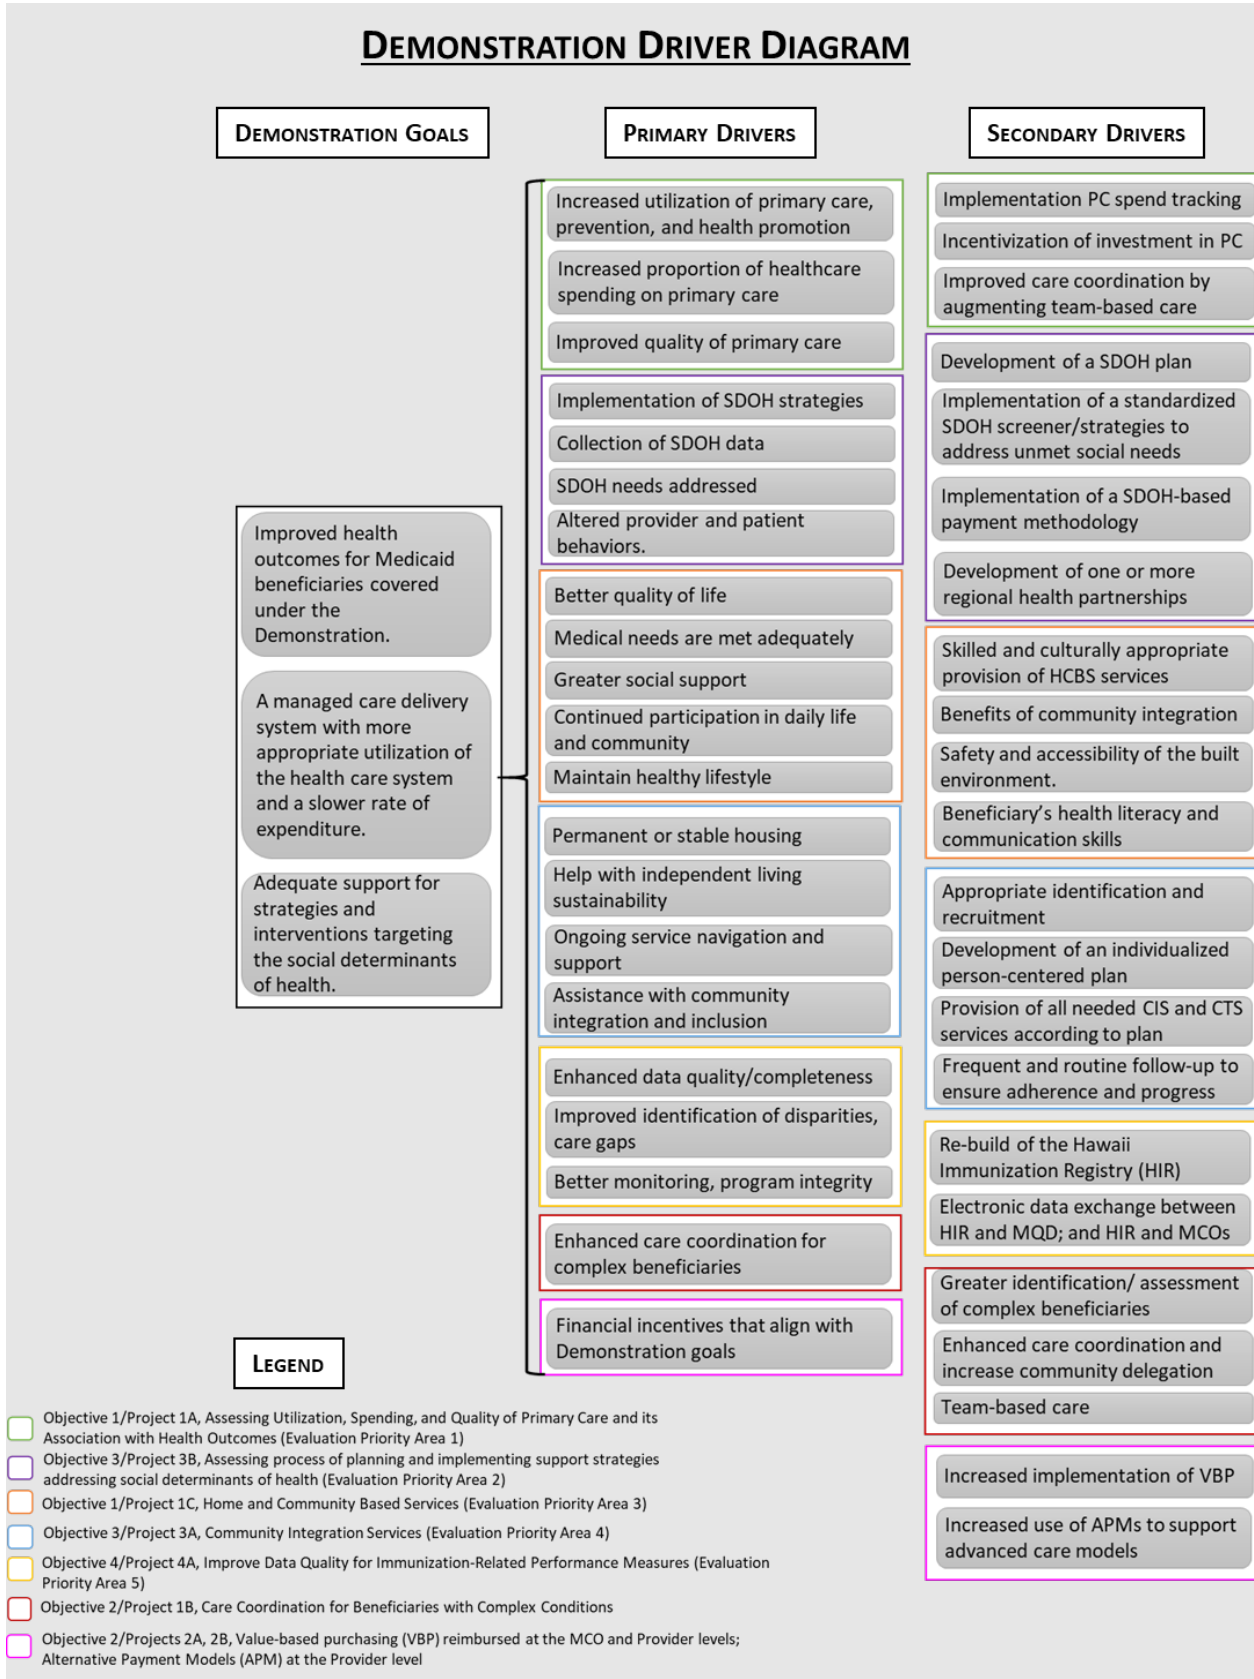 DEMONSTRATION DRIVER DIAGRAM
DEMONSTRATION GOALS
Improved health
outcomes for Medicaid
beneficiaries covered
under the
Demonstration.
A managed care delivery
system with more
appropriate utilization of
the health care system
and a slower rate of
expenditure.
Adequate support for
strategies and
interventions targeting
the social determinants
of health.
PRIMARY DRIVERS
Increased utilization of primary care,
prevention, and health promotion
Increased proportion of healthcare
spending on primary care
Improved quality of primary care
Implementation of SDOH strategies
Collection of SDOH data
SDOH needs addressed
Altered provider and patient
behaviors.
Better quality of life
Medical needs are met adequately
Greater social support
Continued participation in daily life
and community
Maintain healthy lifestyle
Permanent or stable housing
Help with independent living
sustainability
Ongoing service navigation and
support
Assistance with community
integration and inclusion
Enhanced data quality/completeness
Improved identification of disparities,
care gaps
Better monitoring, program integrity
Enhanced care coordination for
complex beneficiaries
Financial incentives that align with
Demonstration goals
SECONDARY DRIVERS
Implementation PC spend tracking
Incentivization of investment in PC
Improved care coordination by
augmenting team-based care
Development of a SDOH plan
Implementation of a standardized
SDOH screener/strategies to
address unmet social needs
Implementation of a SDOH-based
payment methodology
Development of one or more
regional health partnerships
Skilled and culturally appropriate
provision of HCBS services
Benefits of community integration
Safety and accessibility of the built
environment.
Beneficiary's health literacy and
communication skills
Appropriate identification and
recruitment
Development of an individualized
person-centered plan
Provision of all needed CIS and CTS
services according to plan
Frequent and routine follow-up to
ensure adherence and progress
Re-build of the Hawaii
Immunization Registry (HIR)
Electronic data exchange between
HIR and MQD; and HIR and MCOs
Greater identification/ assessment
of complex beneficiaries
Enhanced care coordination and
increase community delegation
Team-based care
Increased implementation of VBP
Increased use of APMs to support
advanced care models
LEGEND
Objective 1/Project 1A, Assessing Utilization, Spending, and Quality of Primary Care and its
Association with Health Outcomes (Evaluation Priority Area 1)
Objective 3/Project 3B, Assessing process of planning and implementing support strategies
addressing social determinants of health (Evaluation Priority Area 2)
Objective 1/Project 1C, Home and Community Based Services (Evaluation Priority Area 3)
Objective 3/Project 3A, Community Integration Services (Evaluation Priority Area 4)
Objective 4/Project 4A, Improve Data Quality for Immunization-Related Performance Measures (Evaluation
Priority Area 5)
Objective 2/Project 1B, Care Coordination for Beneficiaries with Complex Conditions
Objective 2/Projects 2A, 2B, Value-based purchasing (VBP) reimbursed at the MCO and Provider levels;
Alternative Payment Models (APM) at the Provider level